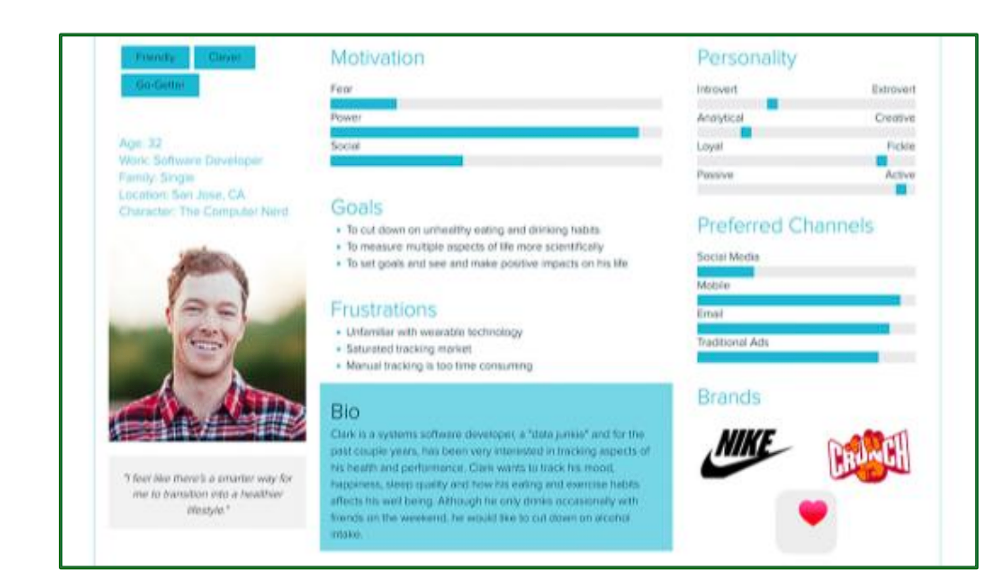 Friendly
Clever
Go-Getter
Age: 32
Work: Software Developer
Family: Single
Location: San Jose, CA
Character: The Computer Nerd
"I feel like there's a smarter way for
me to transition into a healthier
lifestyle."
Motivation
Fear
Power
Social
Goals
• To cut down on unhealthy eating and drinking habits
• To measure multiple aspects of life more scientifically
• To set goals and see and make positive impacts on his life
Frustrations
• Unfamiliar with wearable technology
• Saturated tracking market
• Manual tracking is too time consuming
Bio
Clark is a systems software developer, a "data junkie" and for the
past couple years, has been very interested in tracking aspects of
his health and performance. Clark wants to track his mood,
happiness, sleep quality and how his eating and exercise habits
affects his well being. Although he only drinks occasionally with
friends on the weekend, he would like to cut down on alcohol
intake.
Personality
Introvert Extrovert
Analytical Creative
Loyal Fickle
Passive Active
Preferred Channels
Social Media
Mobile
Email
Traditional Ads
Brands
NIKE
CRUNCH